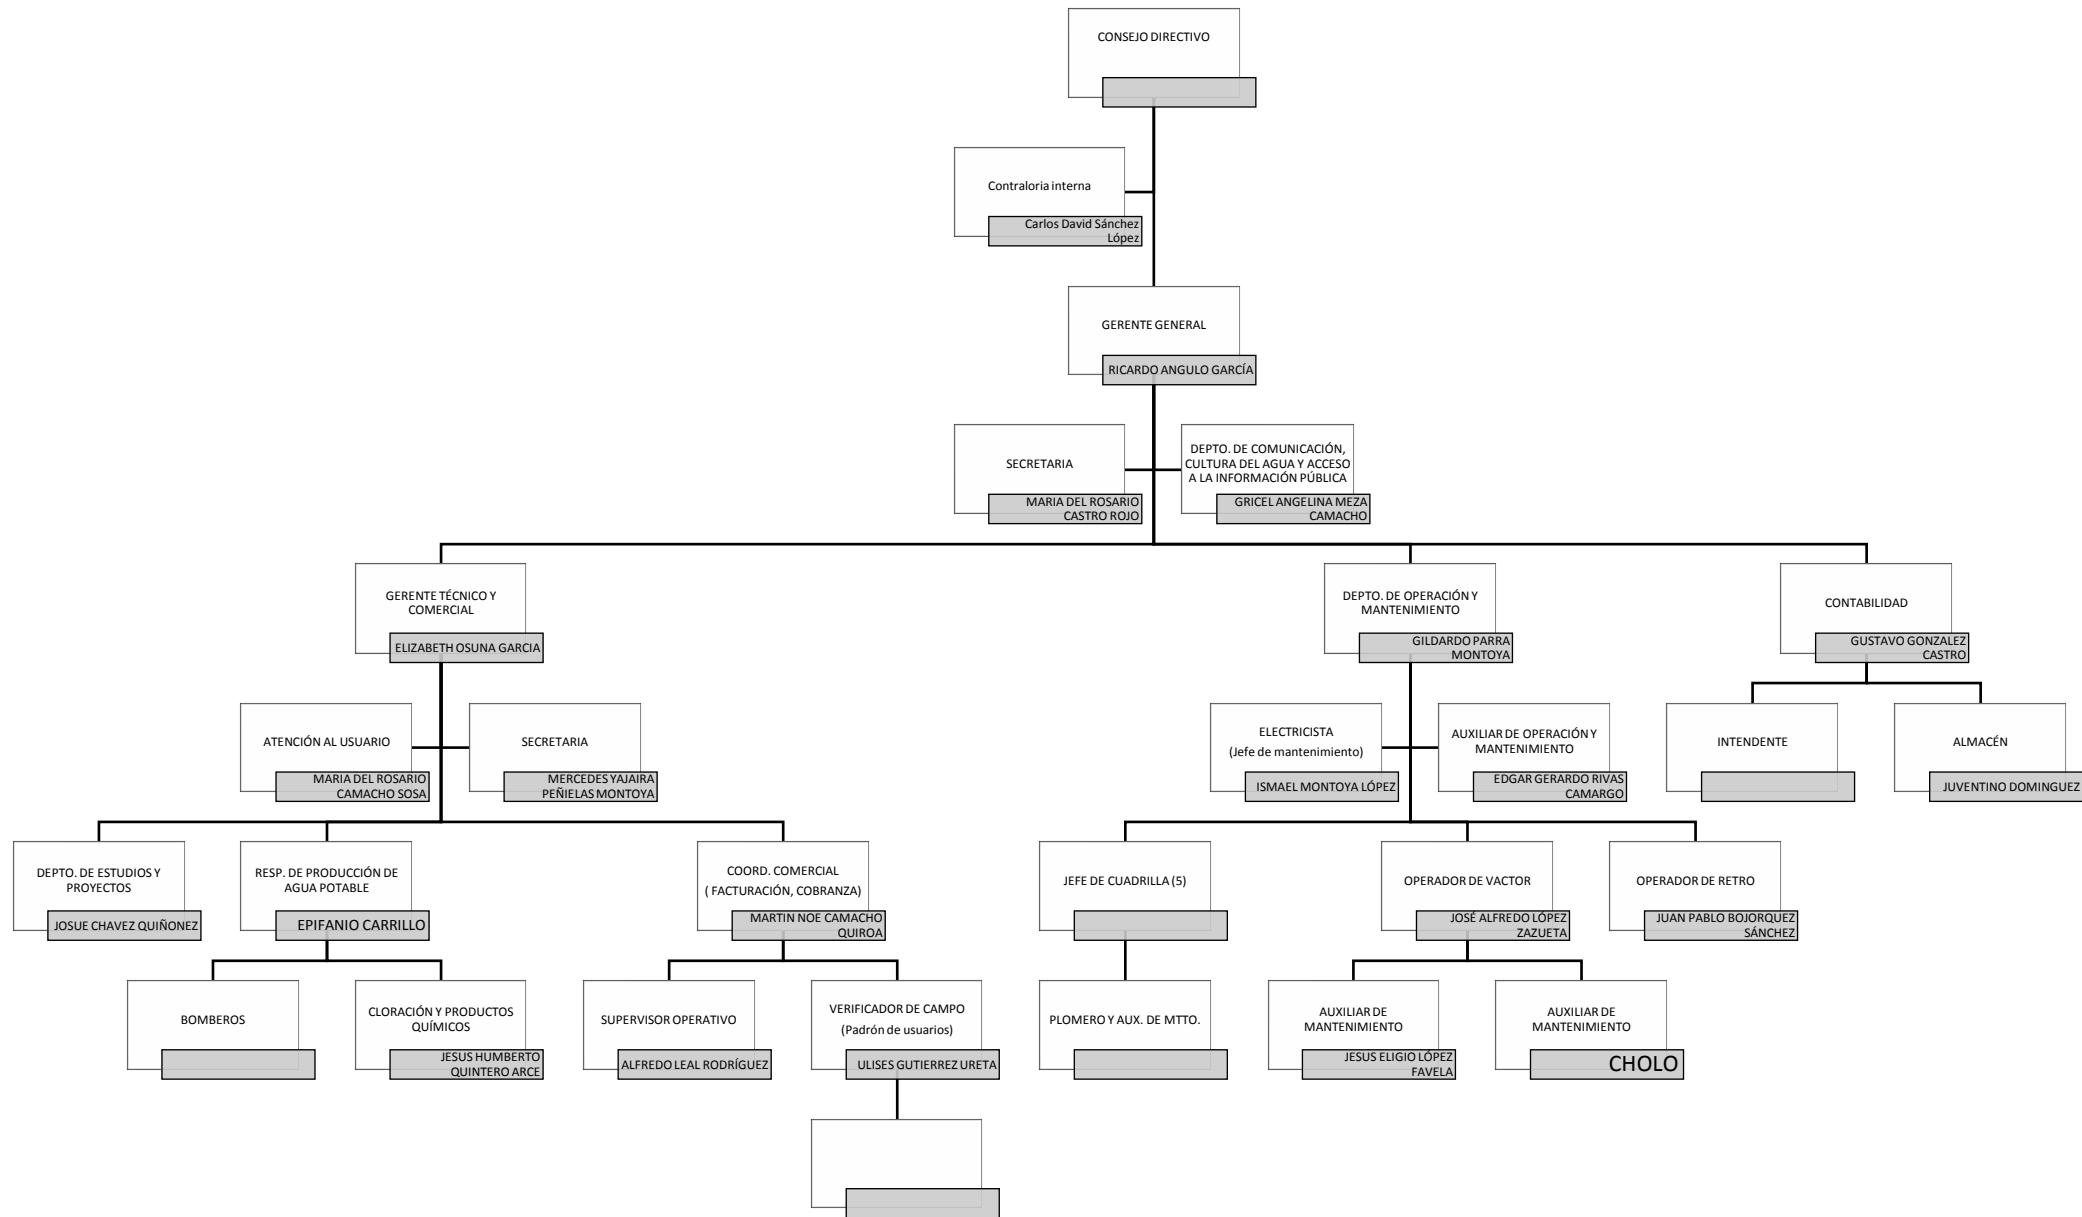 CONSEJO DIRECTIVO
Contraloria interna
Carlos David Sánchez
López
GERENTE GENERAL
RICARDO ANGULO GARCÍA
SECRETARIA
MARIA DEL ROSARIO
CASTRO ROJO
DEPTO. DE COMUNICACIÓN,
CULTURA DEL AGUA Y ACCESO
A LA INFORMACIÓN PÚBLICA
GRICEL ANGELINA MEZA
CAMACHO
GERENTE TÉCNICO Y
COMERCIAL
ELIZABETH OSUNA GARCIA
DEPTO. DE OPERACIÓN Y
MANTENIMIENTO
GILDARDO PARRA
MONTOYA
CONTABILIDAD
GUSTAVO GONZALEZ
CASTRO
ATENCIÓN AL USUARIO
MARIA DEL ROSARIO
CAMACHO SOSA
SECRETARIA
MERCEDES YAJAIRA
PEÑIELAS MONTOYA
ELECTRICISTA
(Jefe de mantenimiento)
ISMAEL MONTOYA LÓPEZ
AUXILIAR DE OPERACIÓN Y
MANTENIMIENTO
EDGAR GERARDO RIVAS
CAMARGO
INTENDENTE
ALMACÉN
JUVENTINO DOMINGUEZ
DEPTO. DE ESTUDIOS Y
PROYECTOS
JOSUE CHAVEZ QUIÑONEZ
RESP. DE PRODUCCIÓN DE
AGUA POTABLE
EPIFANIO CARRILLO
COORD. COMERCIAL
( FACTURACIÓN, COBRANZA)
MARTIN NOE CAMACHO
QUIROA
JEFE DE CUADRILLA (5)
OPERADOR DE VACTOR
JOSÉ ALFREDO LÓPEZ
ZAZUETA
OPERADOR DE RETRO
JUAN PABLO BOJORQUEZ
SÁNCHEZ
BOMBEROS
CLORACIÓN Y PRODUCTOS
QUÍMICOS
JESUS HUMBERTO
QUINTERO ARCE
SUPERVISOR OPERATIVO
ALFREDO LEAL RODRÍGUEZ
VERIFICADOR DE CAMPO
(Padrón de usuarios)
ULISES GUTIERREZ URETA
PLOMERO Y AUX. DE MTTO.
AUXILIAR DE
MANTENIMIENTO
JESUS ELIGIO LÓPEZ
FAVELA
AUXILIAR DE
MANTENIMIENTO
CHOLO